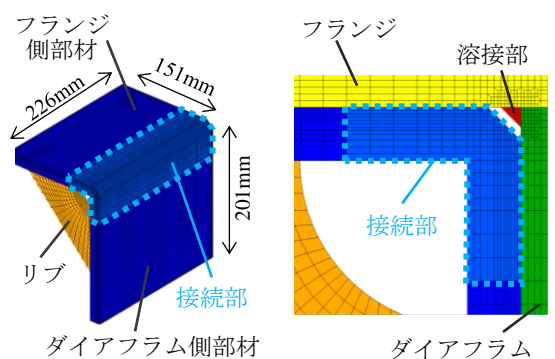 フランジ
側部材
151mm
226mm
201mm
リブ
接続部
ダイアフラム側部材
フランジ
溶接部
接続部
ダイアフラム